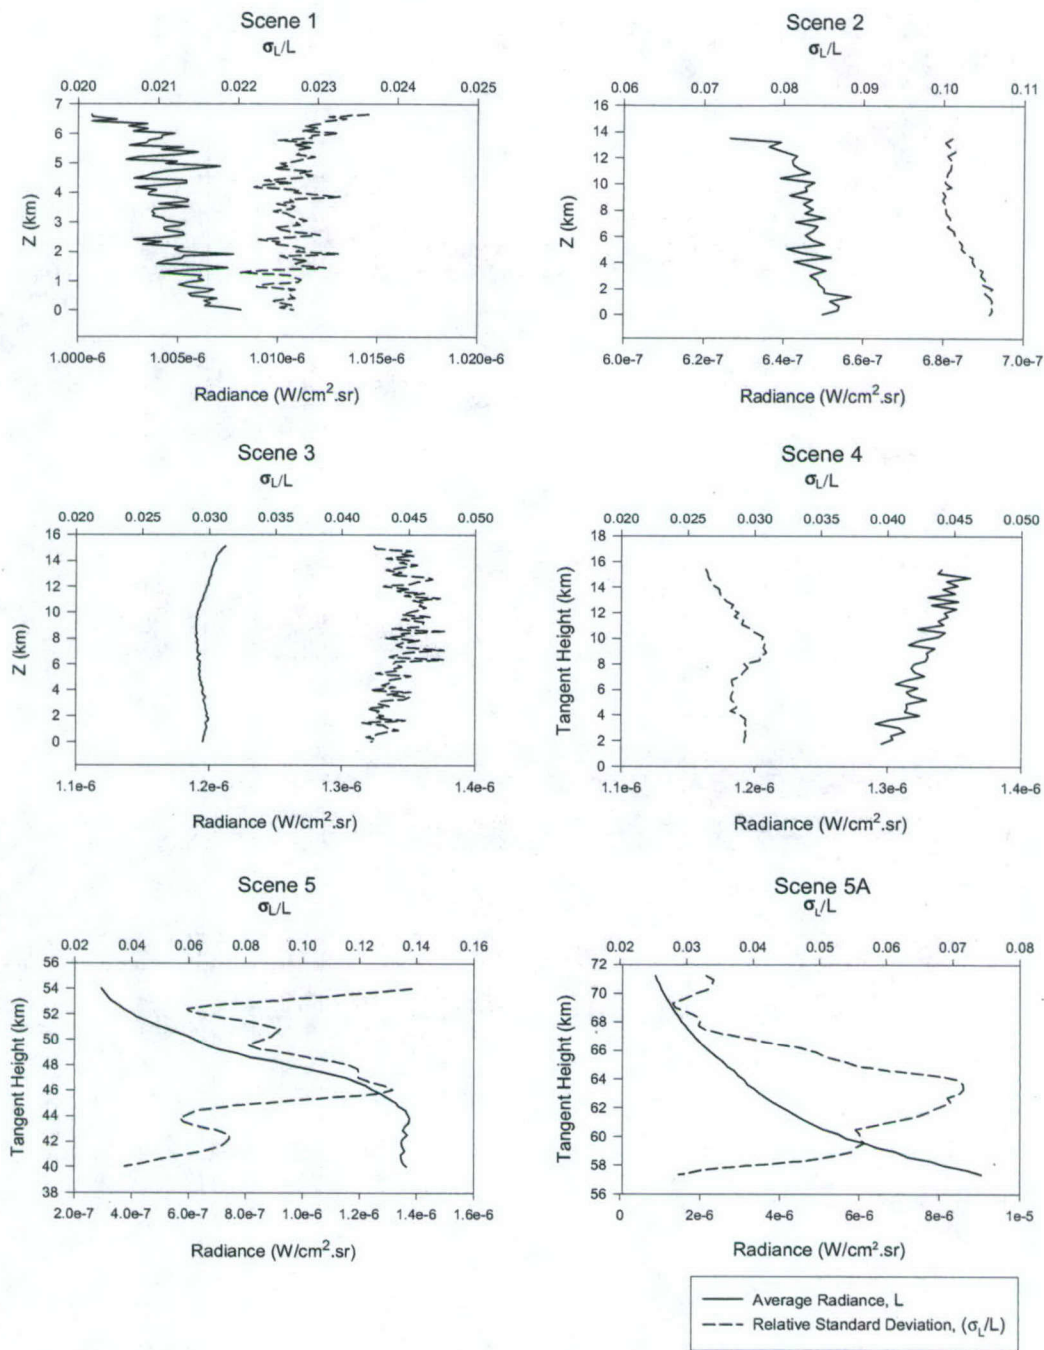 Scene 1
σL/L
0.020 0.021 0.022 0.023 0.024 0.025
7
6
5
4
3
2
1
0
Z (km)
1.000e-6 1.005e-6 1.010e-6 1.015e-6 1.020e-6
Radiance (W/cm².sr)
Scene 2
σL/L
0.06 0.07 0.08 0.09 0.10 0.11
16
14
12
10
8
6
4
2
0
Z (km)
6.0e-7 6.2e-7 6.4e-7 6.6e-7 6.8e-7 7.0e-7
Radiance (W/cm².sr)
Scene 3
σL/L
0.020 0.025 0.030 0.035 0.040 0.045 0.050
16
14
12
10
8
6
4
2
0
Z (km)
1.1e-6 1.2e-6 1.3e-6 1.4e-6
Radiance (W/cm².sr)
Scene 4
σL/L
0.020 0.025 0.030 0.035 0.040 0.045 0.050
18
16
14
12
10
8
6
4
2
0
Tangent Height (km)
1.1e-6 1.2e-6 1.3e-6 1.4e-6
Radiance (W/cm².sr)
Scene 5
σL/L
0.02 0.04 0.06 0.08 0.10 0.12 0.14 0.16
56
54
52
50
48
46
44
42
40
38
Tangent Height (km)
2.0e-7 4.0e-7 6.0e-7 8.0e-7 1.0e-6 1.2e-6 1.4e-6 1.6e-6
Radiance (W/cm².sr)
Scene 5A
σL/L
0.02 0.03 0.04 0.05 0.06 0.07 0.08
72
70
68
66
64
62
60
58
56
Tangent Height (km)
0 2e-6 4e-6 6e-6 8e-6 1e-5
Radiance (W/cm².sr)
Average Radiance, L
Relative Standard Deviation, (σL/L)